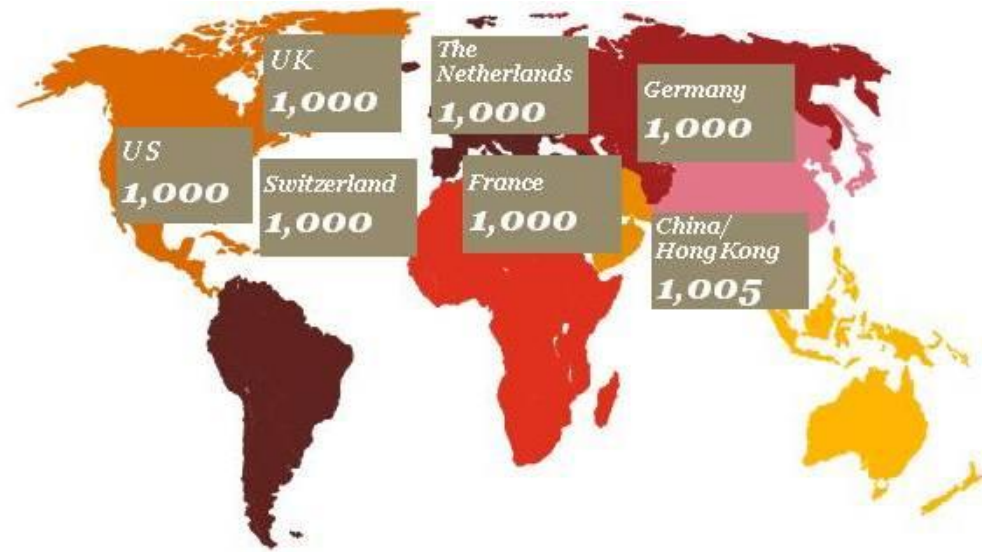 UK
1,000
The
Netherlands
1,000
Germany
1,000
US
1,000
Switzerland
1,000
France
1,000
China/
Hong Kong
1,005